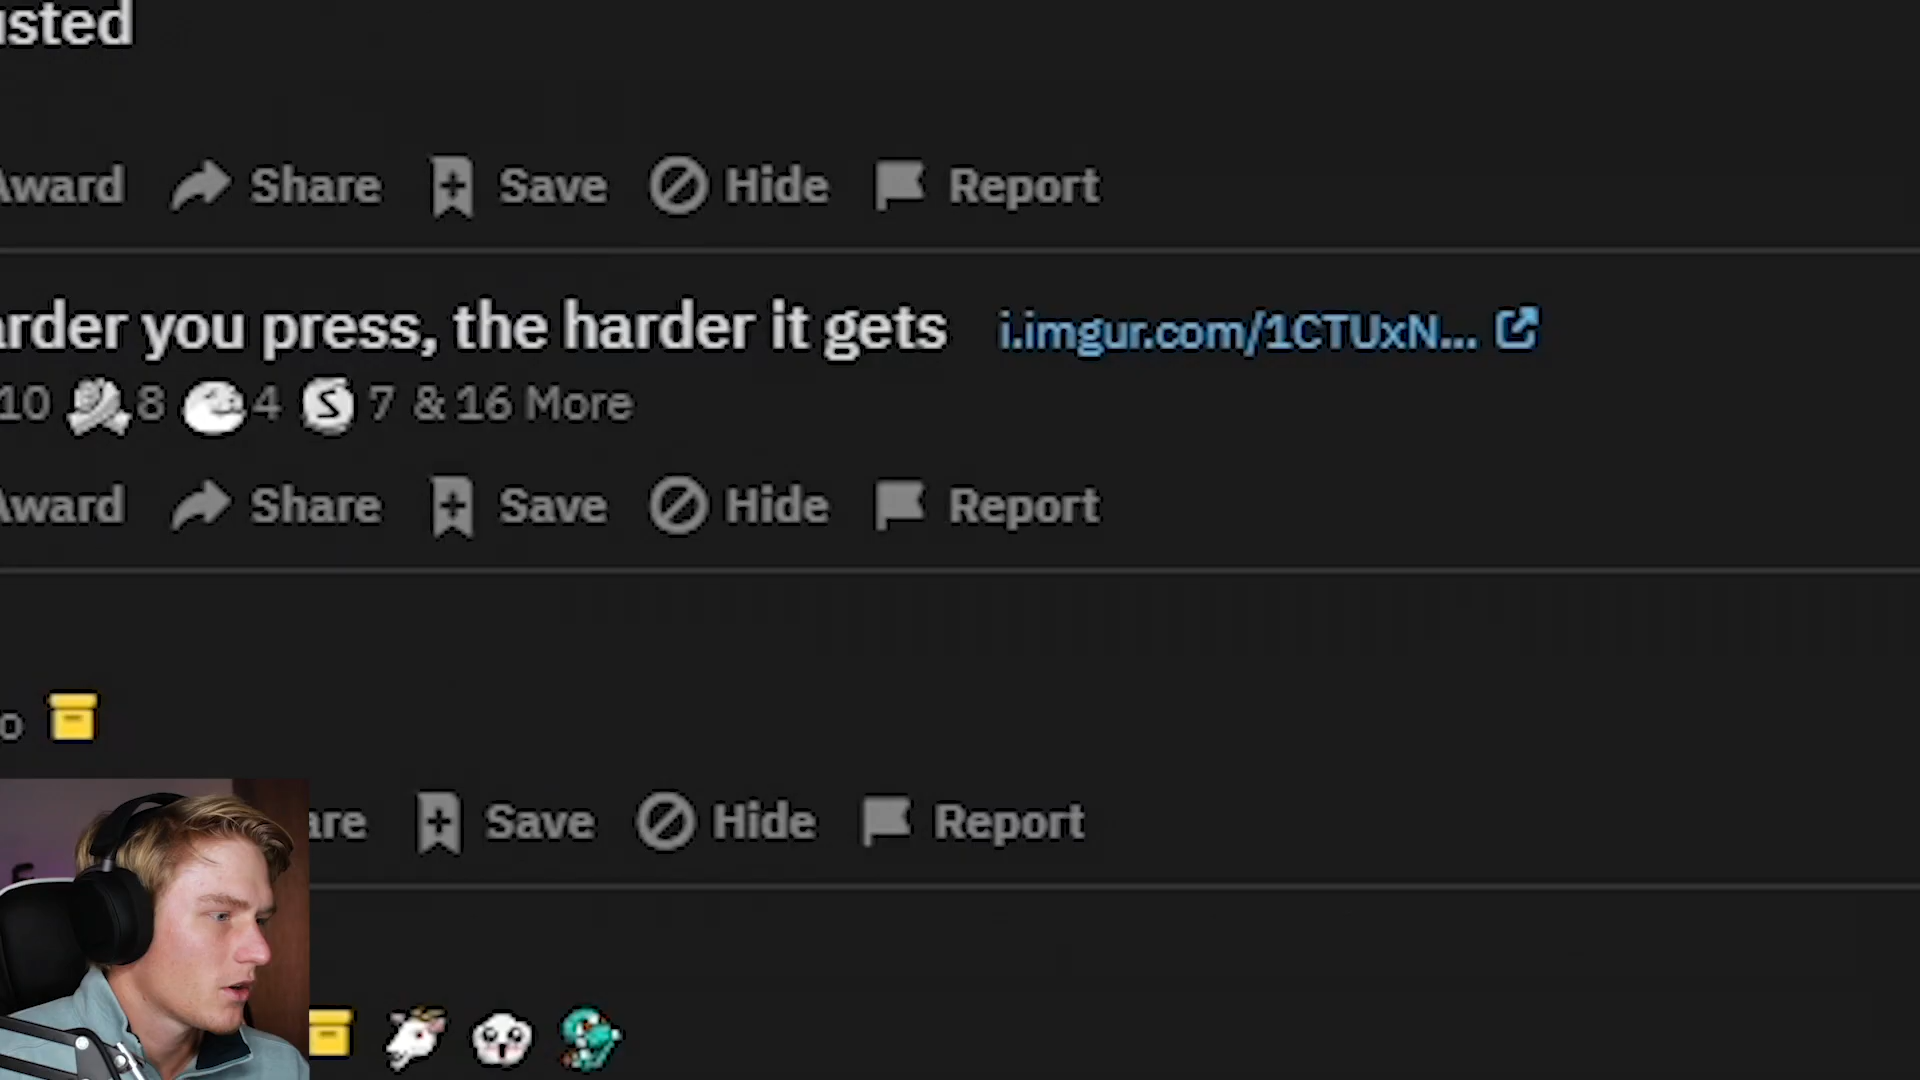 usted
Award Share Save Hide Report
arder you press, the harder it gets i.imgur.com/1CTUxN...
10 8 4 S 7 & 16 More
Award Share Save Hide Report
o
are Save Hide Report